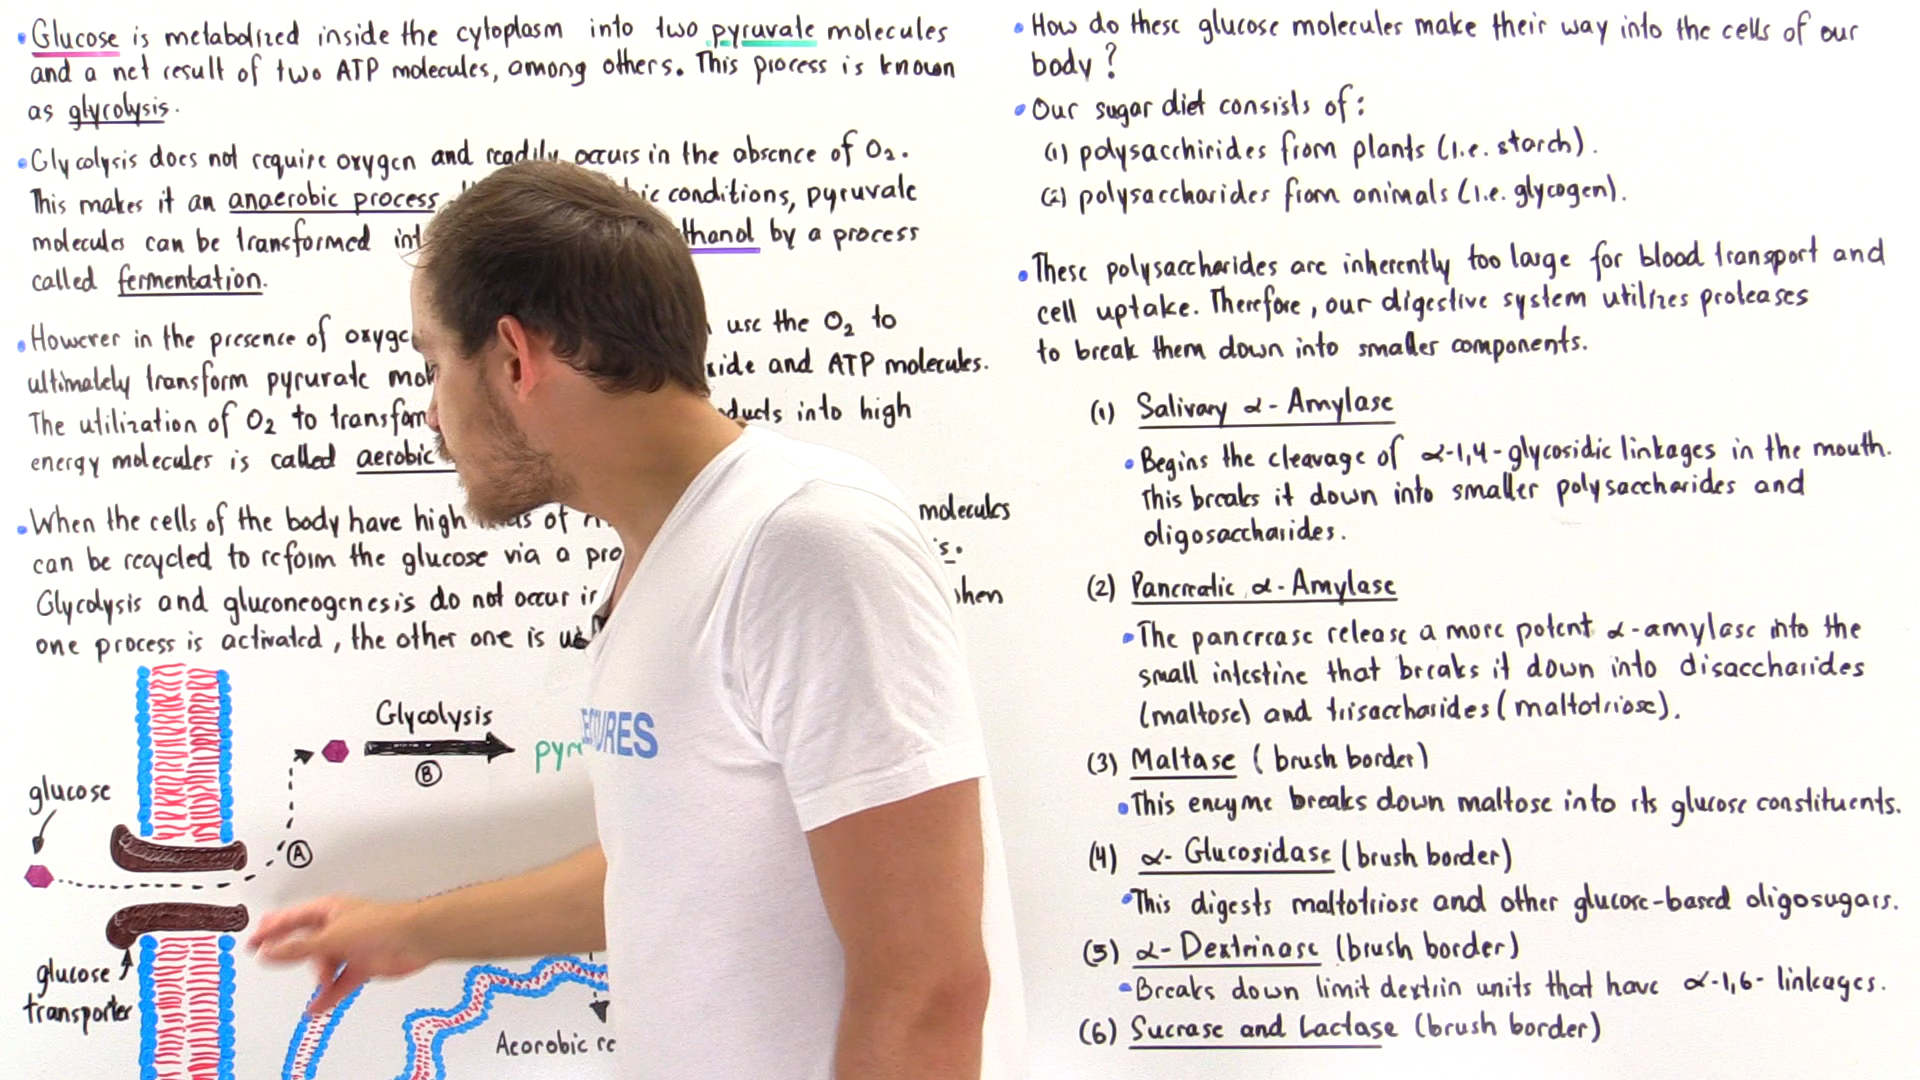 • Glucose is metabolized inside the cytoplasm into two pyruvate molecules
and a net result of two ATP molecules, among others. This process is known
as glycolysis.
• Glycolysis does not require oxygen and readily occurs in the absence of O2.
This makes it an anaerobic process ic conditions, pyruvate
molecules can be transformed int thanol by a process
called fermentation.
• However in the presence of oxyge use the O2 to
ultimately transform pyruvate mol xide and ATP molecules.
The utilization of O2 to transform ducts into high
energy molecules is called aerobic
• When the cells of the body have high of molecules
can be recycled to reform the glucose via a pro s.
Glycolysis and gluconeogenesis do not occur in when
one process is activated, the other one is us
glucose
Glycolysis
B
pyr
A
glucose
transporter
Aeorobic re
ECTURES
• How do these glucose molecules make their way into the cells of our
body?
• Our sugar diet consists of:
(1) polysacchirides from plants (i.e. starch).
(2) polysaccharides from animals (i.e. glycogen).
• These polysaccharides are inherently too large for blood transport and
cell uptake. Therefore, our digestive system utilizes proteases
to break them down into smaller components.
(1) Salivary α-Amylase
• Begins the cleavage of α-1,4-glycosidic linkages in the mouth.
This breaks it down into smaller polysaccharides and
oligosaccharides.
(2) Pancreatic α-Amylase
• The pancrease release a more potent α-amylase into the
small intestine that breaks it down into disaccharides
(maltose) and trisaccharides (maltotriose).
(3) Maltase (brush border)
• This enzyme breaks down maltose into its glucose constituents.
(4) α-Glucosidase (brush border)
• This digests maltotriose and other glucose-based oligosugars.
(5) α-Dextrinase (brush border)
• Breaks down limit dextrin units that have α-1,6-linkages.
(6) Sucrase and Lactase (brush border)